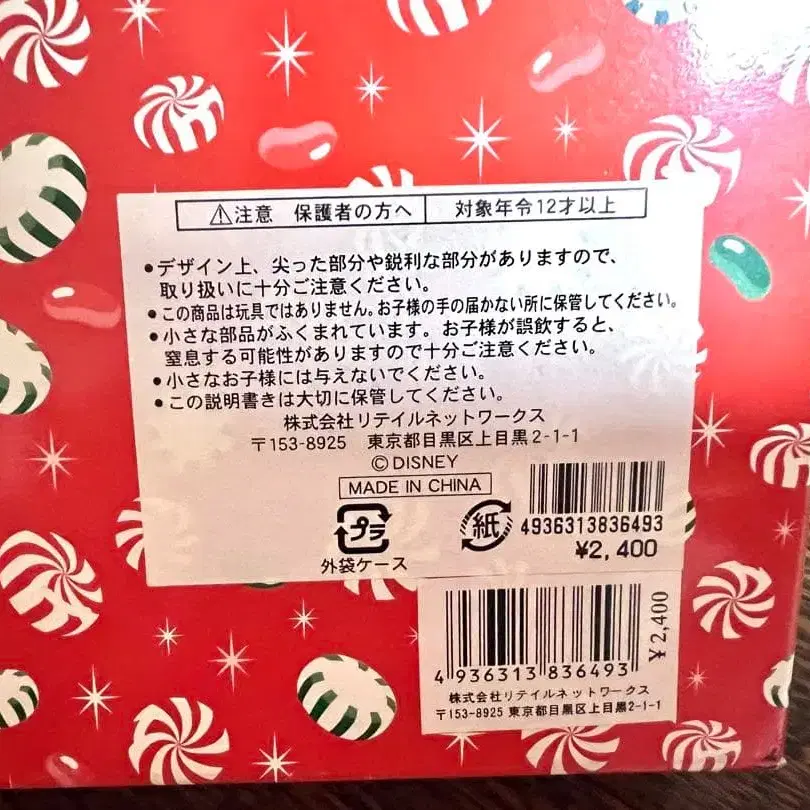 ⚠注意 保護者の方へ 対象年令12才以上
●デザイン上、尖った部分や鋭利な部分がありますので、
取り扱いに十分ご注意ください。
●この商品は玩具ではありません。お子様の手の届かない所に保管してください。
●小さな部品がふくまれています。お子様が誤飲すると、
窒息する可能性がありますので十分ご注意ください。
●小さなお子様には与えないでください。
●この説明書きは大切に保管してください。
株式会社リテイルネットワークス
〒153-8925 東京都目黒区上目黒2-1-1
©DISNEY
MADE IN CHINA
プラ
外袋ケース
紙
4936313836493
¥2,400
4 936313 836493
¥2,400
株式会社リテイルネットワークス
〒153-8925 東京都目黒区上目黒2-1-1